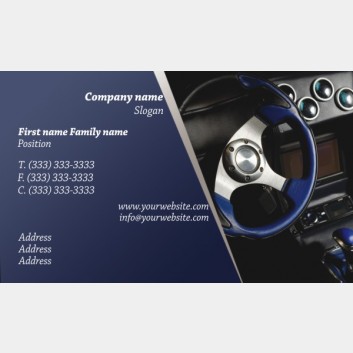 Company name
Slogan
First name Family name
Position
T. (333) 333-3333
F. (333) 333-3333
C. (333) 333-3333
www.yourwebsite.com
info@yourwebsite.com
Address
Address
Address